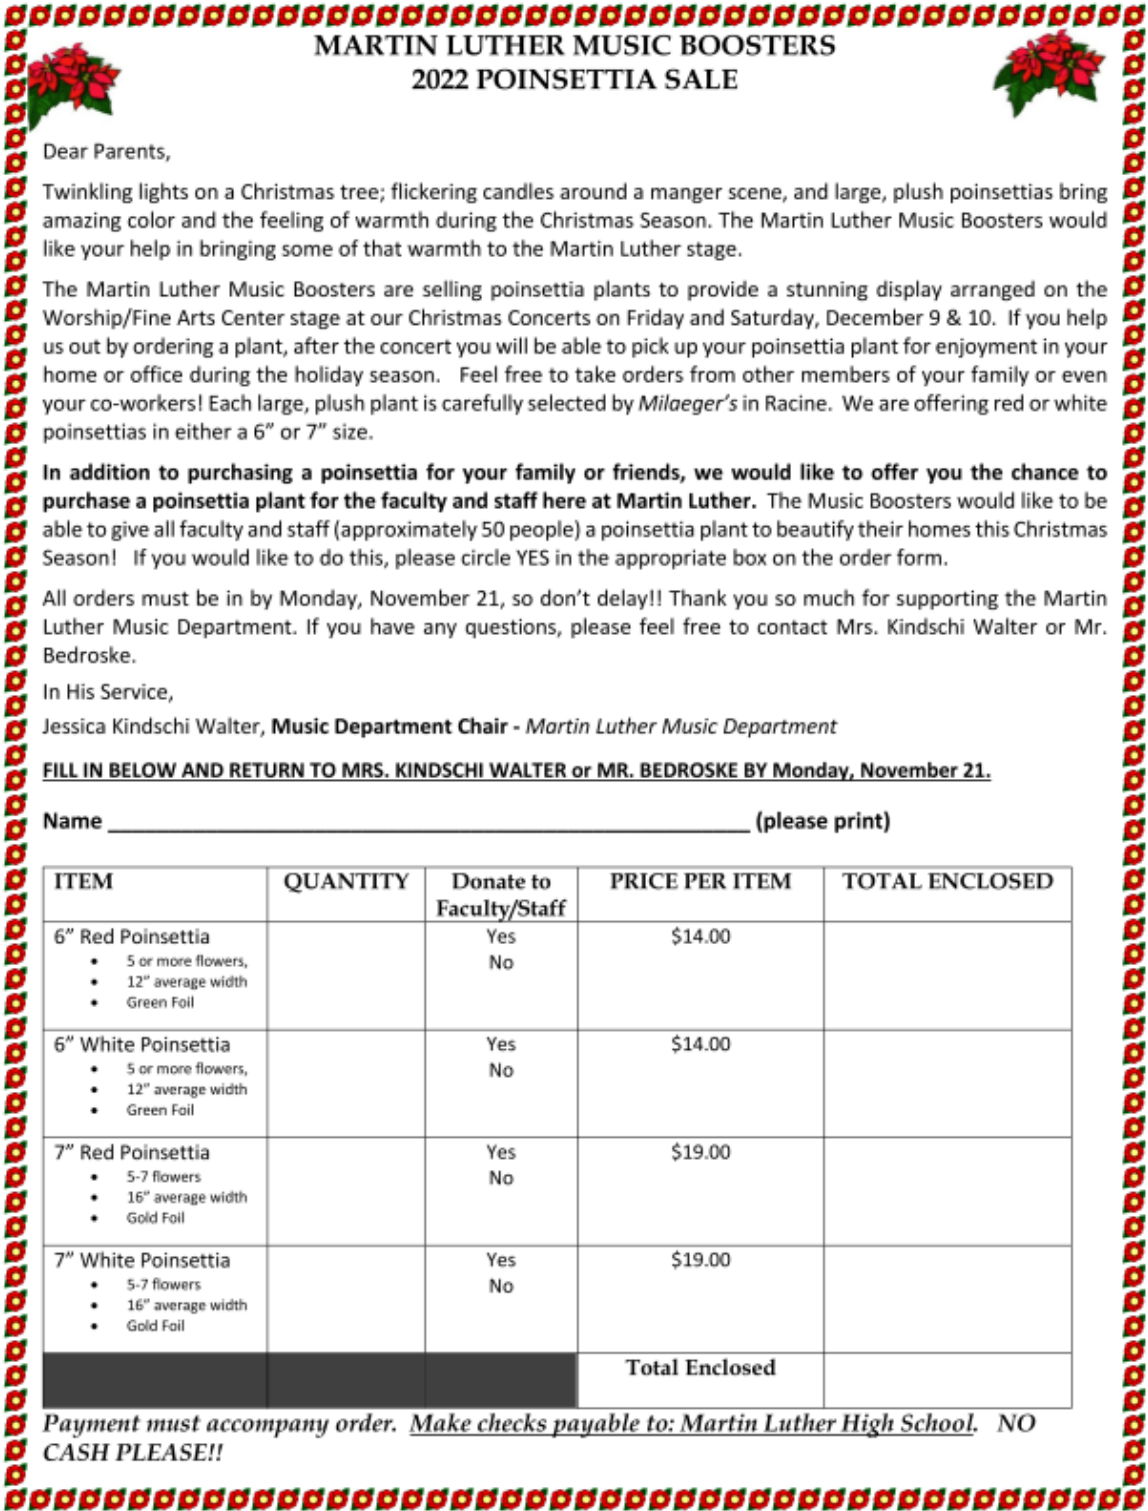 MARTIN LUTHER MUSIC BOOSTERS
2022 POINSETTIA SALE
Dear Parents,
Twinkling lights on a Christmas tree; flickering candles around a manger scene, and large, plush poinsettias bring
amazing color and the feeling of warmth during the Christmas Season. The Martin Luther Music Boosters would
like your help in bringing some of that warmth to the Martin Luther stage.
The Martin Luther Music Boosters are selling poinsettia plants to provide a stunning display arranged on the
Worship/Fine Arts Center stage at our Christmas Concerts on Friday and Saturday, December 9 & 10. If you help
us out by ordering a plant, after the concert you will be able to pick up your poinsettia plant for enjoyment in your
home or office during the holiday season. Feel free to take orders from other members of your family or even
your co-workers! Each large, plush plant is carefully selected by Milaeger's in Racine. We are offering red or white
poinsettias in either a 6" or 7" size.
In addition to purchasing a poinsettia for your family or friends, we would like to offer you the chance to
purchase a poinsettia plant for the faculty and staff here at Martin Luther. The Music Boosters would like to be
able to give all faculty and staff (approximately 50 people) a poinsettia plant to beautify their homes this Christmas
Season! If you would like to do this, please circle YES in the appropriate box on the order form.
All orders must be in by Monday, November 21, so don't delay!! Thank you so much for supporting the Martin
Luther Music Department. If you have any questions, please feel free to contact Mrs. Kindschi Walter or Mr.
Bedroske.
In His Service,
Jessica Kindschi Walter, Music Department Chair - Martin Luther Music Department
FILL IN BELOW AND RETURN TO MRS. KINDSCHI WALTER or MR. BEDROSKE BY Monday, November 21.
Name ______________________________________________________ (please print)
ITEM QUANTITY Donate to PRICE PER ITEM TOTAL ENCLOSED
Faculty/Staff
6" Red Poinsettia Yes $14.00
No
• 5 or more flowers,
• 12" average width
• Green Foil
6" White Poinsettia Yes $14.00
No
• 5 or more flowers,
• 12" average width
• Green Foil
7" Red Poinsettia Yes $19.00
No
• 5-7 flowers
• 16" average width
• Gold Foil
7" White Poinsettia Yes $19.00
No
• 5-7 flowers
• 16" average width
• Gold Foil
Total Enclosed
Payment must accompany order. Make checks payable to: Martin Luther High School. NO
CASH PLEASE!!